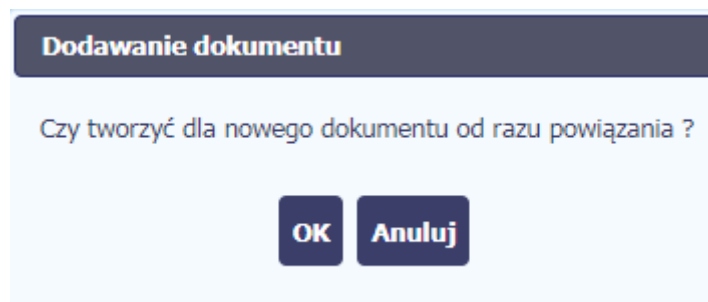 Dodawanie dokumentu
Czy tworzyć dla nowego dokumentu od razu powiązania ?
OK Anuluj